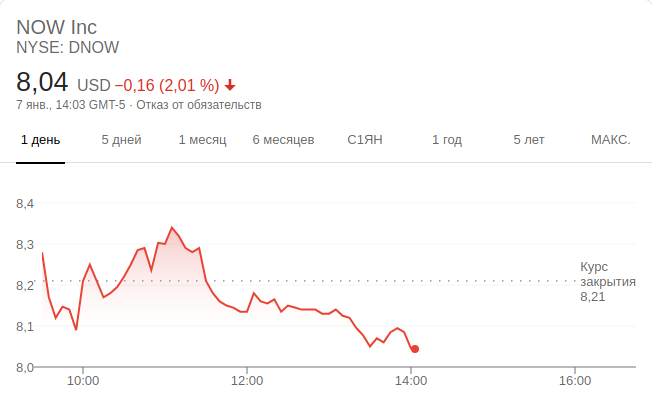 NOW Inc
NYSE: DNOW
8,04 USD −0,16 (2,01 %)
7 янв., 14:03 GMT-5 · Отказ от обязательств
1 день 5 дней 1 месяц 6 месяцев С1ЯН 1 год 5 лет МАКС.
8,4
8,3
8,2
8,1
8,0
Курс
закрытия
8,21
10:00 12:00 14:00 16:00